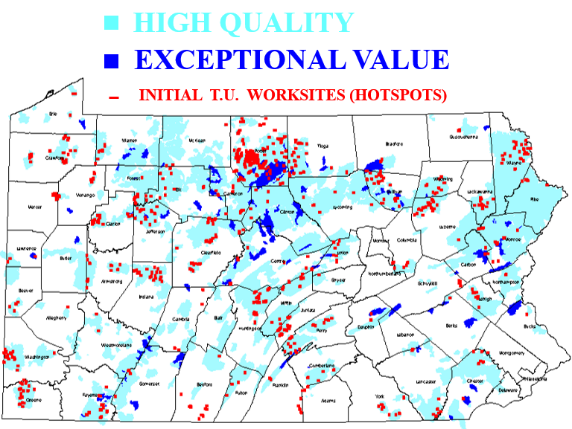 HIGH QUALITY
EXCEPTIONAL VALUE
INITIAL T.U. WORKSITES (HOTSPOTS)
Erie
Crawford
Warren
McKean
Potter
Tioga
Bradford
Susquehanna
Wayne
Forest
Elk
Cameron
Wyoming
Lackawanna
Pike
Mercer
Venango
Clarion
Jefferson
Clinton
Lycoming
Sullivan
Luzerne
Monroe
Lawrence
Butler
Clearfield
Centre
Union
Montour
Columbia
Carbon
Northumberland
Snyder
Schuylkill
Northampton
Lehigh
Beaver
Armstrong
Indiana
Allegheny
Cambria
Blair
Mifflin
Juniata
Huntingdon
Perry
Dauphin
Lebanon
Berks
Bucks
Westmoreland
Washington
Montgomery
Cumberland
Philadelphia
Greene
Fayette
Somerset
Bedford
Fulton
Franklin
Adams
York
Lancaster
Chester
Delaware